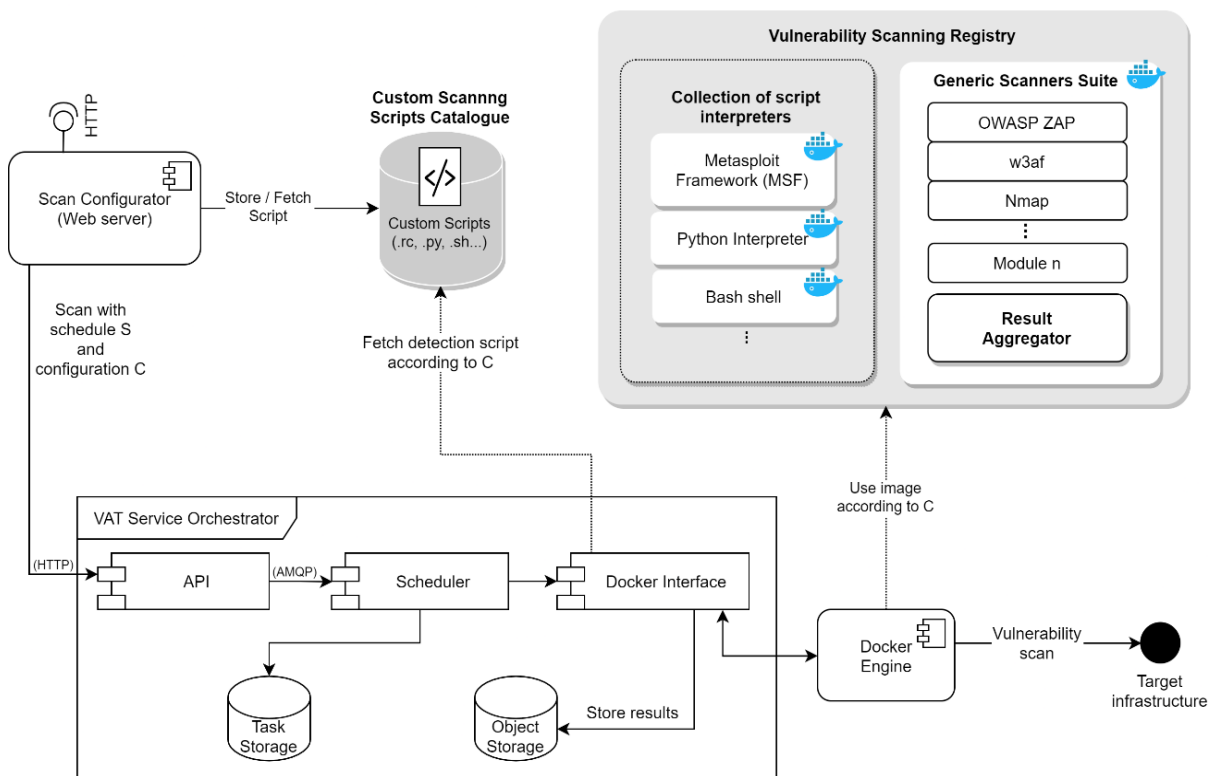 Vulnerability Scanning Registry
HTTP
Custom Scannng
Scripts Catalogue
Scan Configurator
(Web server)
Store / Fetch
Script
</>
Custom Scripts
(.rc, .py, .sh...)
Collection of script
interpreters
Metasploit
Framework (MSF)
Python Interpreter
Bash shell
Generic Scanners Suite
OWASP ZAP
w3af
Nmap
Module n
Result
Aggregator
Scan with
schedule S
and
configuration C
Fetch detection script
according to C
Use image
according to C
VAT Service Orchestrator
(HTTP)
API
(AMQP)
Scheduler
Docker Interface
Task
Storage
Object
Storage
Store results
Docker
Engine
Vulnerability
scan
Target
infrastructure